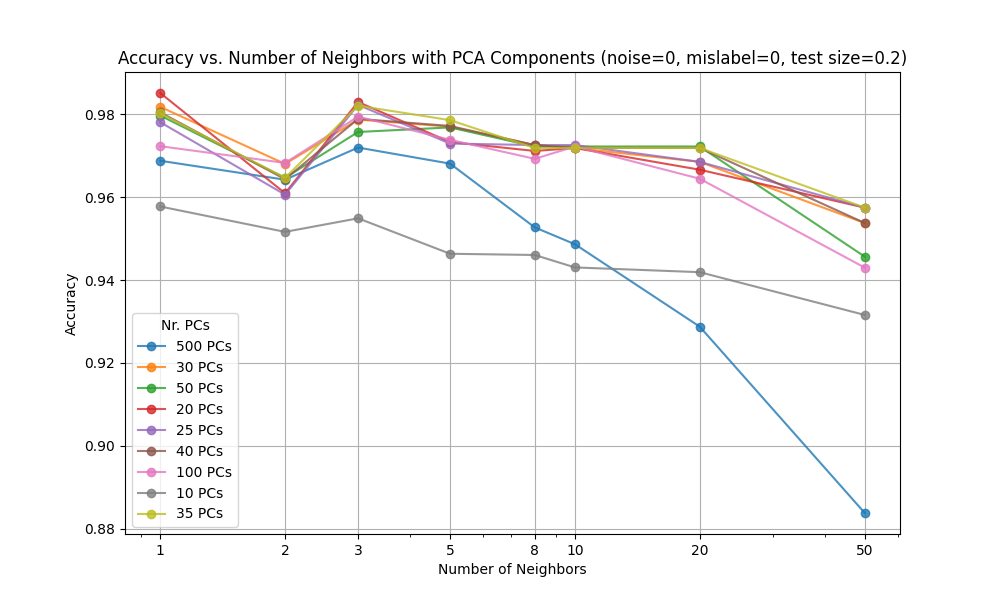 Accuracy vs. Number of Neighbors with PCA Components (noise=0, mislabel=0, test size=0.2)
Accuracy
0.98
0.96
0.94
0.92
0.90
0.88
Nr. PCs
500 PCs
30 PCs
50 PCs
20 PCs
25 PCs
40 PCs
100 PCs
10 PCs
35 PCs
1 2 3 5 8 10 20 50
Number of Neighbors